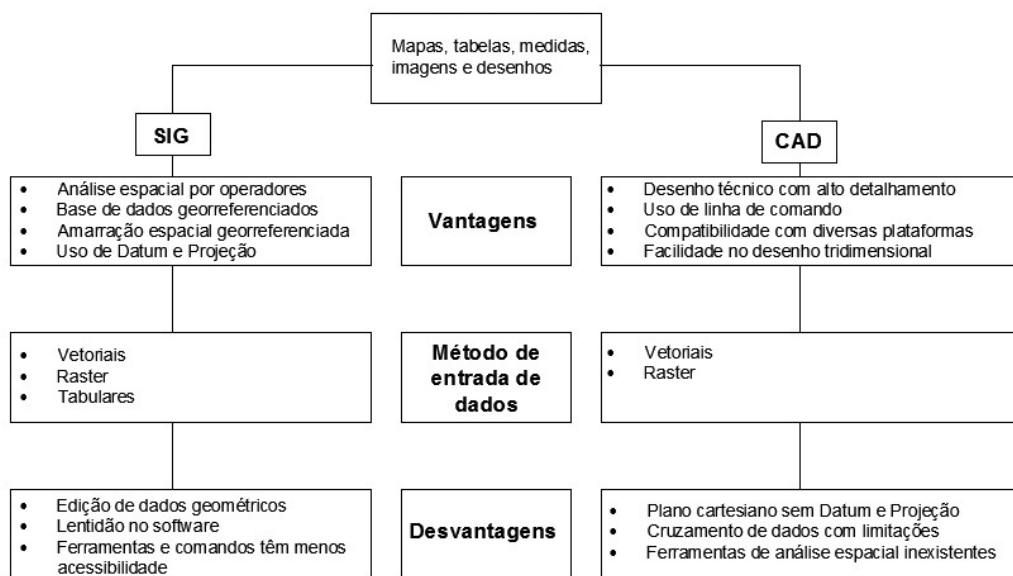 Mapas, tabelas, medidas,
imagens e desenhos
SIG
CAD
• Análise espacial por operadores
• Base de dados georreferenciados
• Amarração espacial georreferenciada
• Uso de Datum e Projeção
Vantagens
• Desenho técnico com alto detalhamento
• Uso de linha de comando
• Compatibilidade com diversas plataformas
• Facilidade no desenho tridimensional
• Vetoriais
• Raster
• Tabulares
Método de
entrada de
dados
• Vetoriais
• Raster
• Edição de dados geométricos
• Lentidão no software
• Ferramentas e comandos têm menos
acessibilidade
Desvantagens
• Plano cartesiano sem Datum e Projeção
• Cruzamento de dados com limitações
• Ferramentas de análise espacial inexistentes